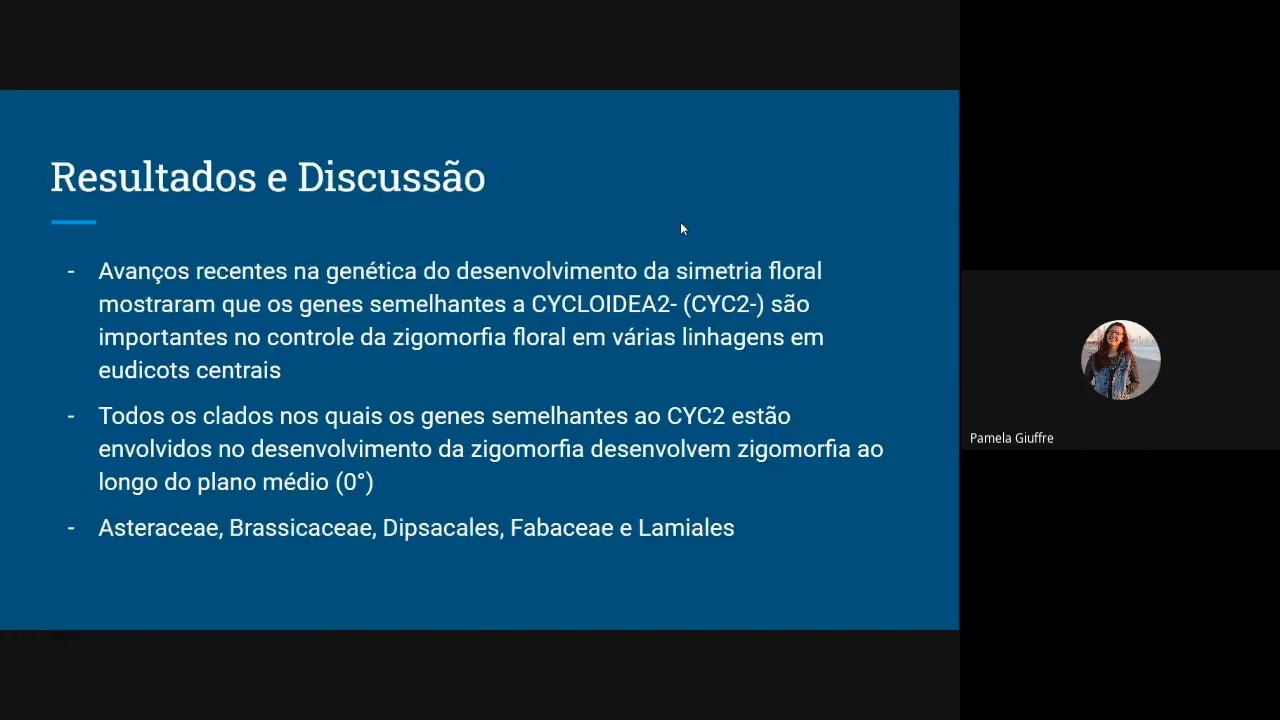 Resultados e Discussão
- Avanços recentes na genética do desenvolvimento da simetria floral
mostraram que os genes semelhantes a CYCLOIDEA2- (CYC2-) são
importantes no controle da zigomorfia floral em várias linhagens em
eudicots centrais
- Todos os clados nos quais os genes semelhantes ao CYC2 estão
envolvidos no desenvolvimento da zigomorfia desenvolvem zigomorfia ao
longo do plano médio (0°)
- Asteraceae, Brassicaceae, Dipsacales, Fabaceae e Lamiales
Pamela Giuffre